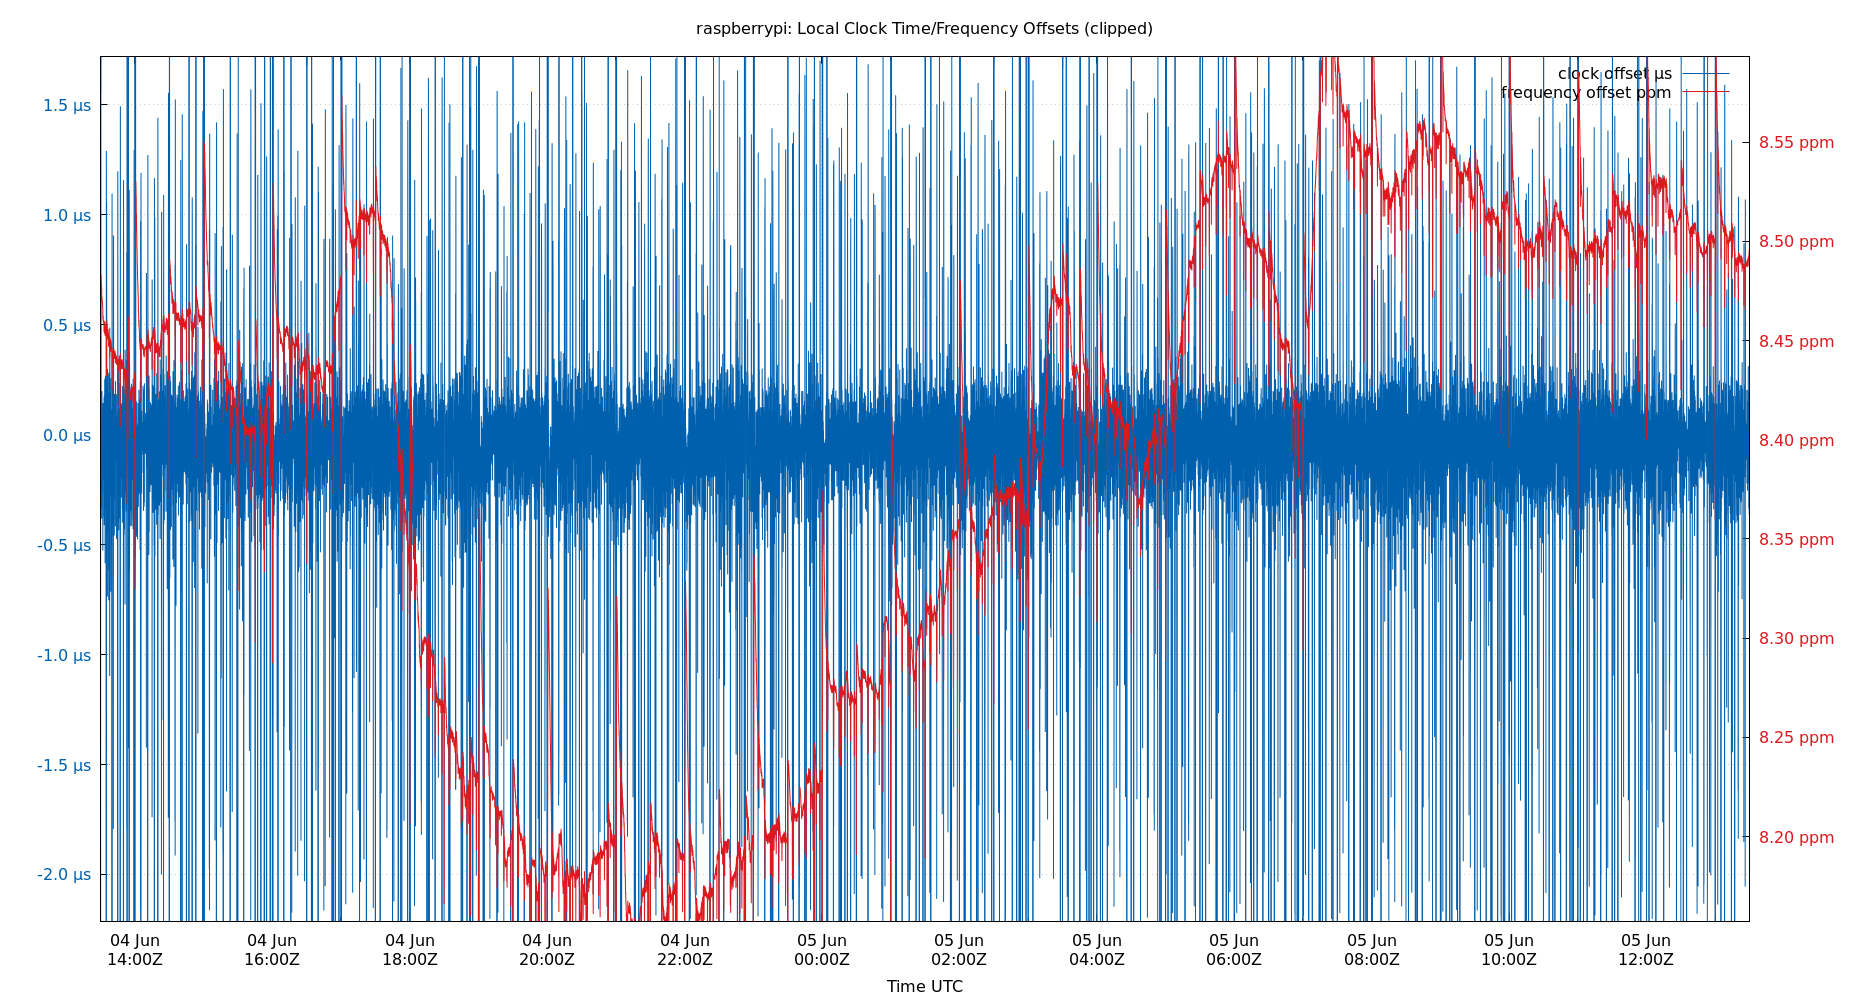 raspberrypi: Local Clock Time/Frequency Offsets (clipped)
clock offset µs
frequency offset ppm
1.5 µs
1.0 µs
0.5 µs
0.0 µs
-0.5 µs
-1.0 µs
-1.5 µs
-2.0 µs
8.55 ppm
8.50 ppm
8.45 ppm
8.40 ppm
8.35 ppm
8.30 ppm
8.25 ppm
8.20 ppm
04 Jun 04 Jun 04 Jun 04 Jun 04 Jun 05 Jun 05 Jun 05 Jun 05 Jun 05 Jun 05 Jun 05 Jun
14:00Z 16:00Z 18:00Z 20:00Z 22:00Z 00:00Z 02:00Z 04:00Z 06:00Z 08:00Z 10:00Z 12:00Z
Time UTC